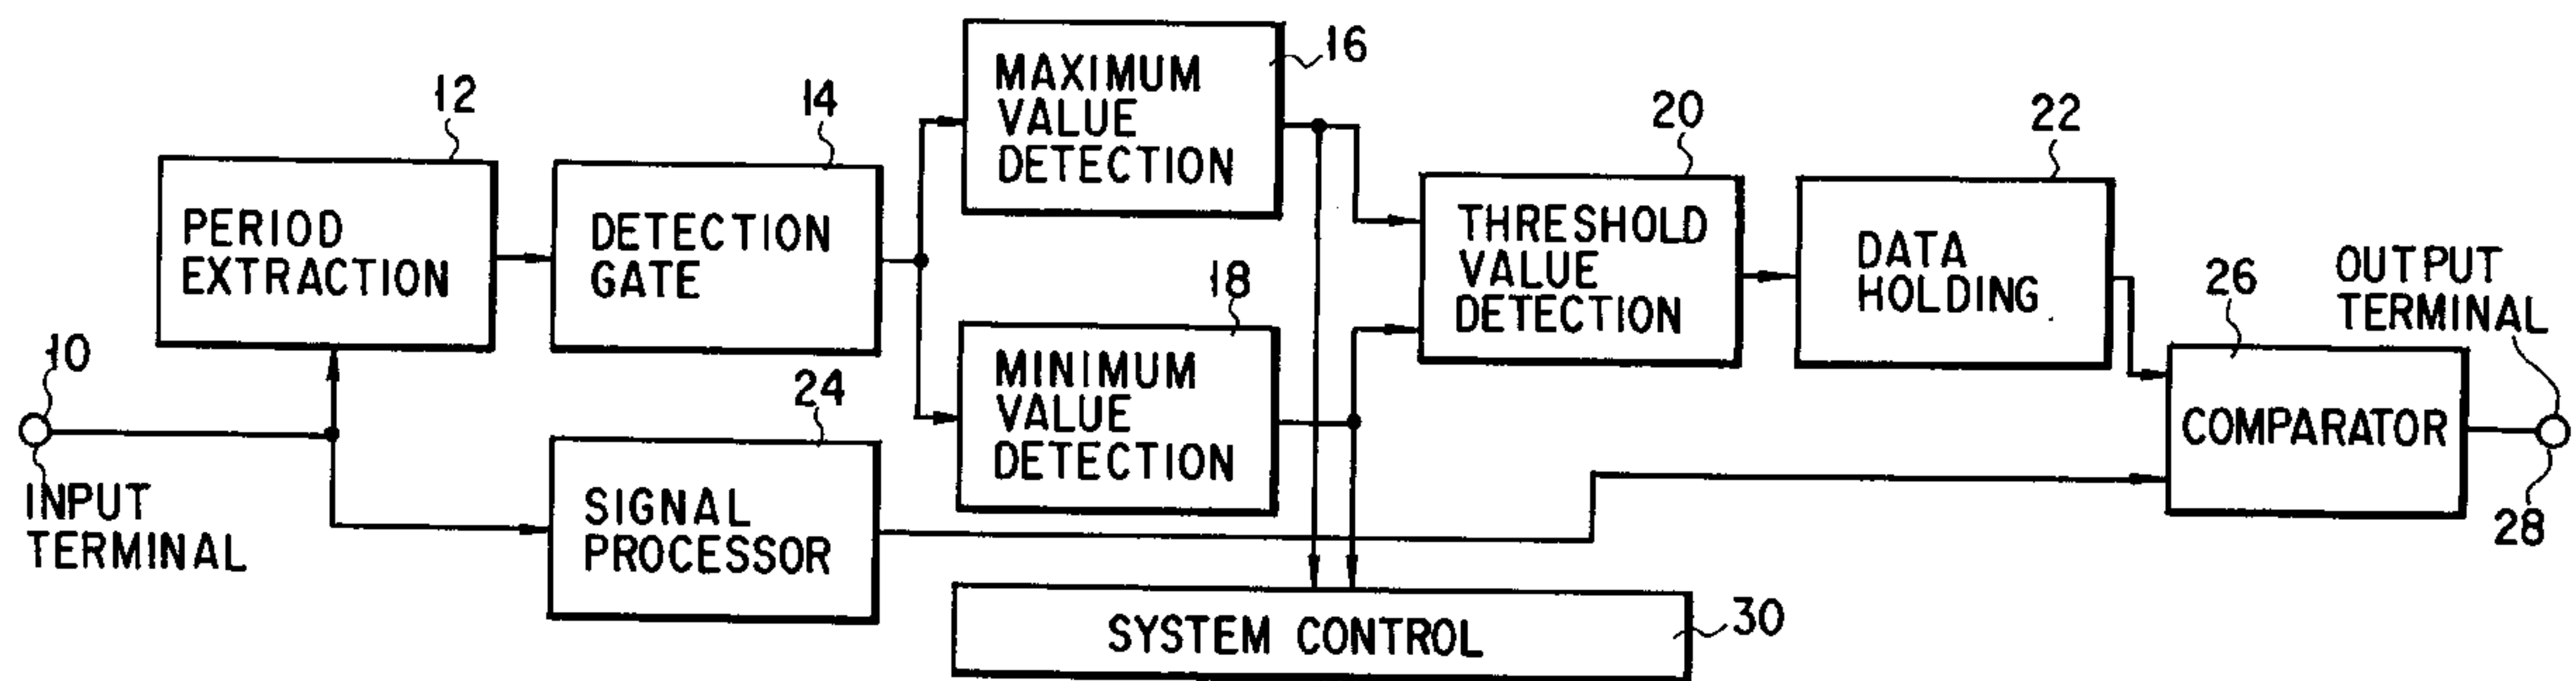 12
PERIOD
EXTRACTION
14
DETECTION
GATE
16
MAXIMUM
VALUE
DETECTION
18
MINIMUM
VALUE
DETECTION
20
THRESHOLD
VALUE
DETECTION
22
DATA
HOLDING
10
INPUT
TERMINAL
24
SIGNAL
PROCESSOR
26
COMPARATOR
OUTPUT
TERMINAL
28
SYSTEM CONTROL
30